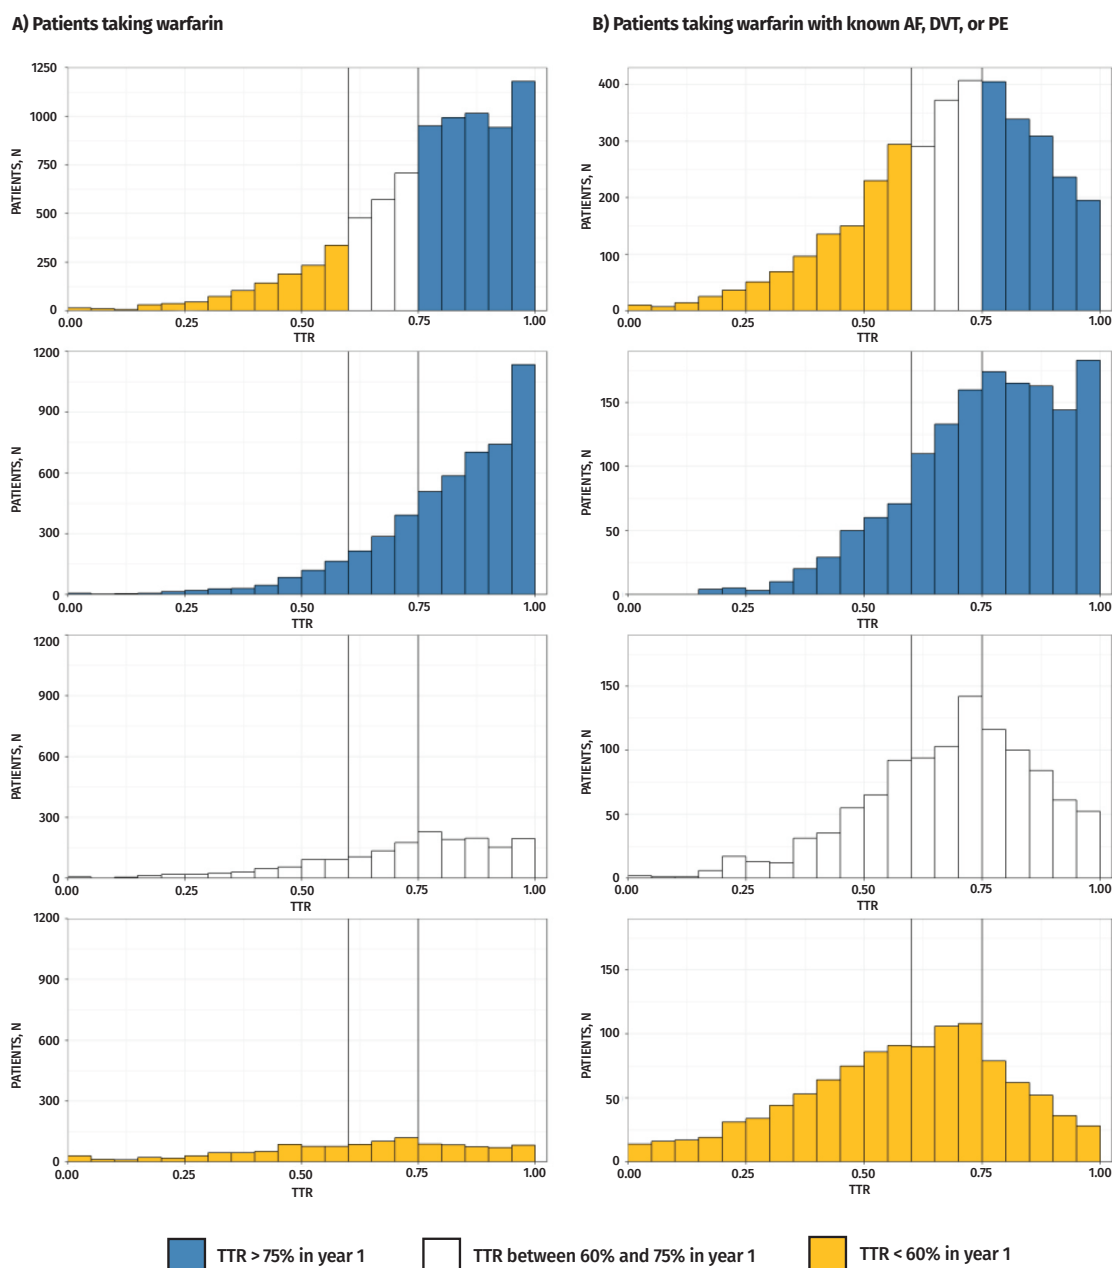 A) Patients taking warfarin
B) Patients taking warfarin with known AF, DVT, or PE
PATIENTS, N
1250
1000
750
500
250
0
0.00 0.25 0.50 0.75 1.00
TTR
PATIENTS, N
400
300
200
100
0
0.00 0.25 0.50 0.75 1.00
TTR
PATIENTS, N
1200
900
600
300
0
0.00 0.25 0.50 0.75 1.00
TTR
PATIENTS, N
150
100
50
0
0.00 0.25 0.50 0.75 1.00
TTR
PATIENTS, N
1200
900
600
300
0
0.00 0.25 0.50 0.75 1.00
TTR
PATIENTS, N
150
100
50
0
0.00 0.25 0.50 0.75 1.00
TTR
PATIENTS, N
1200
900
600
300
0
0.00 0.25 0.50 0.75 1.00
TTR
PATIENTS, N
150
100
50
0
0.00 0.25 0.50 0.75 1.00
TTR
TTR > 75% in year 1
TTR between 60% and 75% in year 1
TTR < 60% in year 1